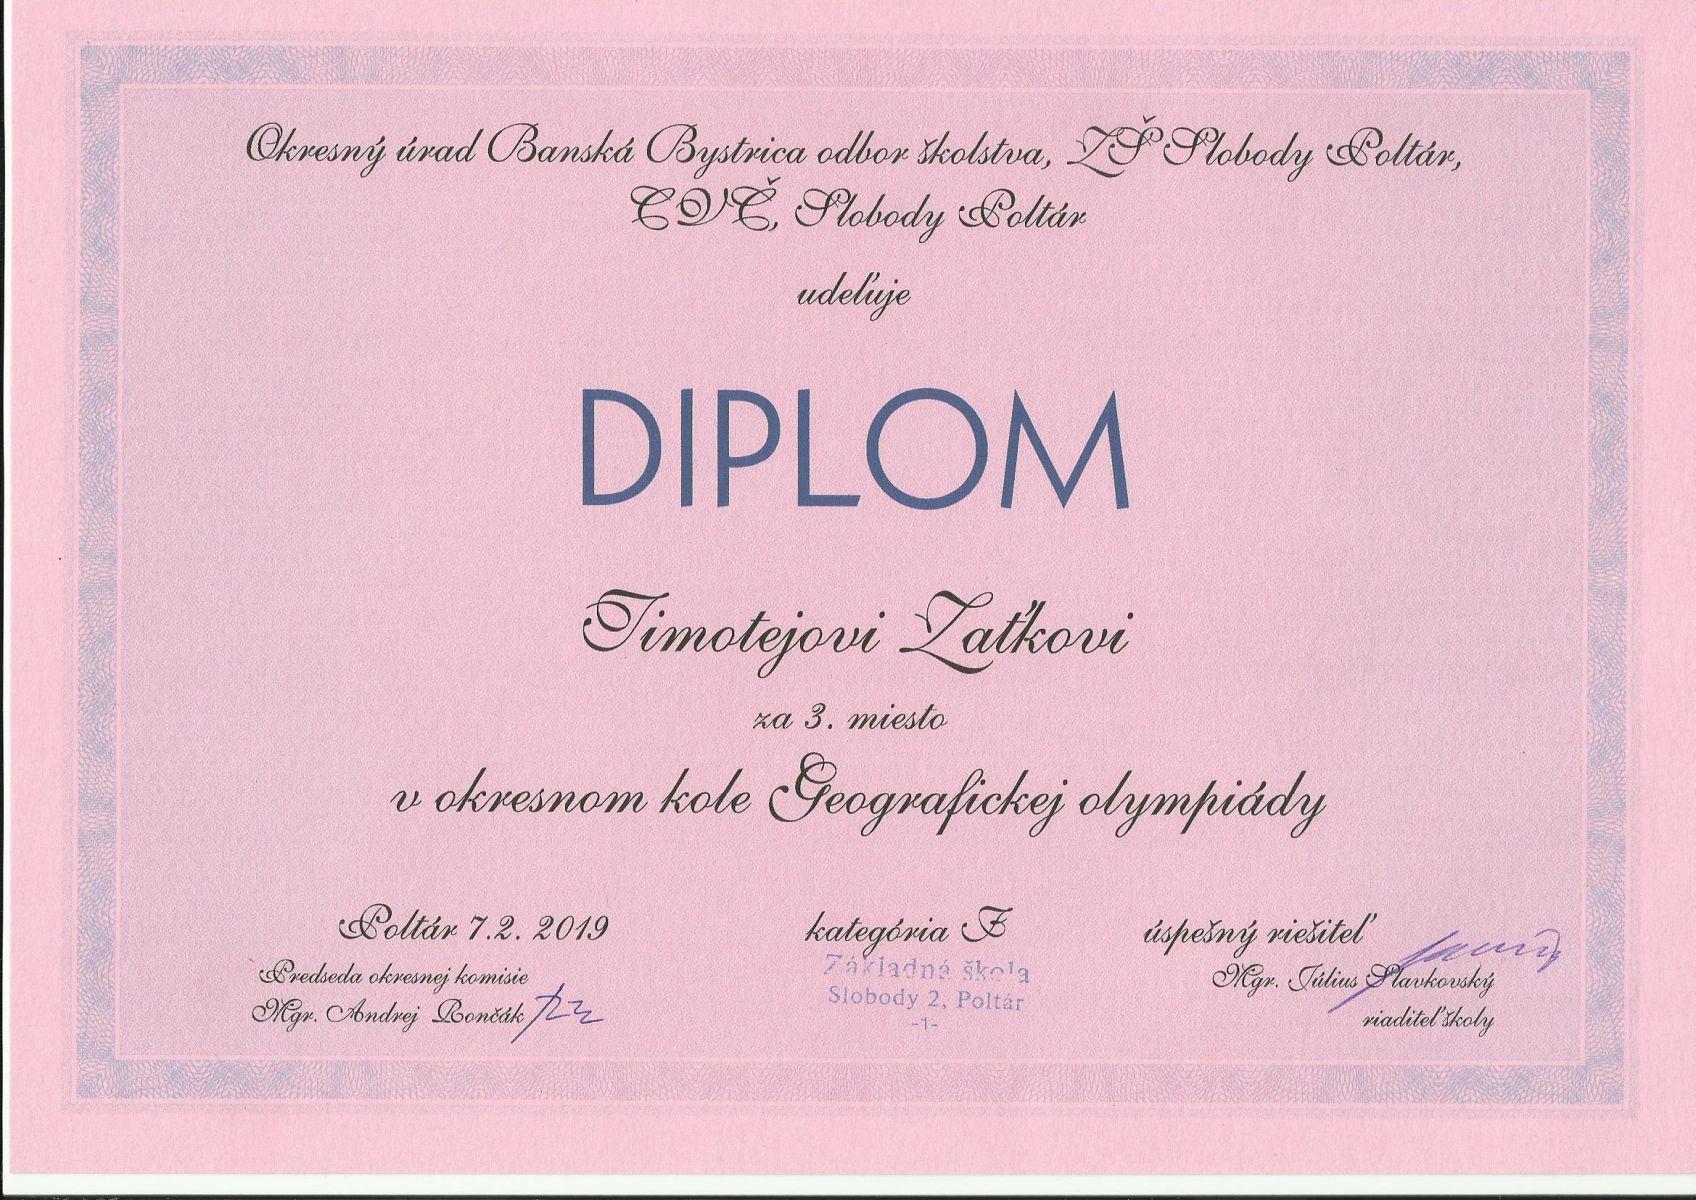 Okresný úrad Banská Bystrica odbor školstva, ZŠ Slobody Poltár,
CVČ, Slobody Poltár
udeľuje
DIPLOM
Timotejovi Zaťkovi
za 3. miesto
v okresnom kole Geografickej olympiády
Poltár 7.2. 2019
kategória F
úspešný riešiteľ
Základná škola
Slobody 2, Poltár
-1-
Predseda okresnej komisie
Mgr. Andrej Rončák
Mgr. Július Slavkovský
riaditeľ školy